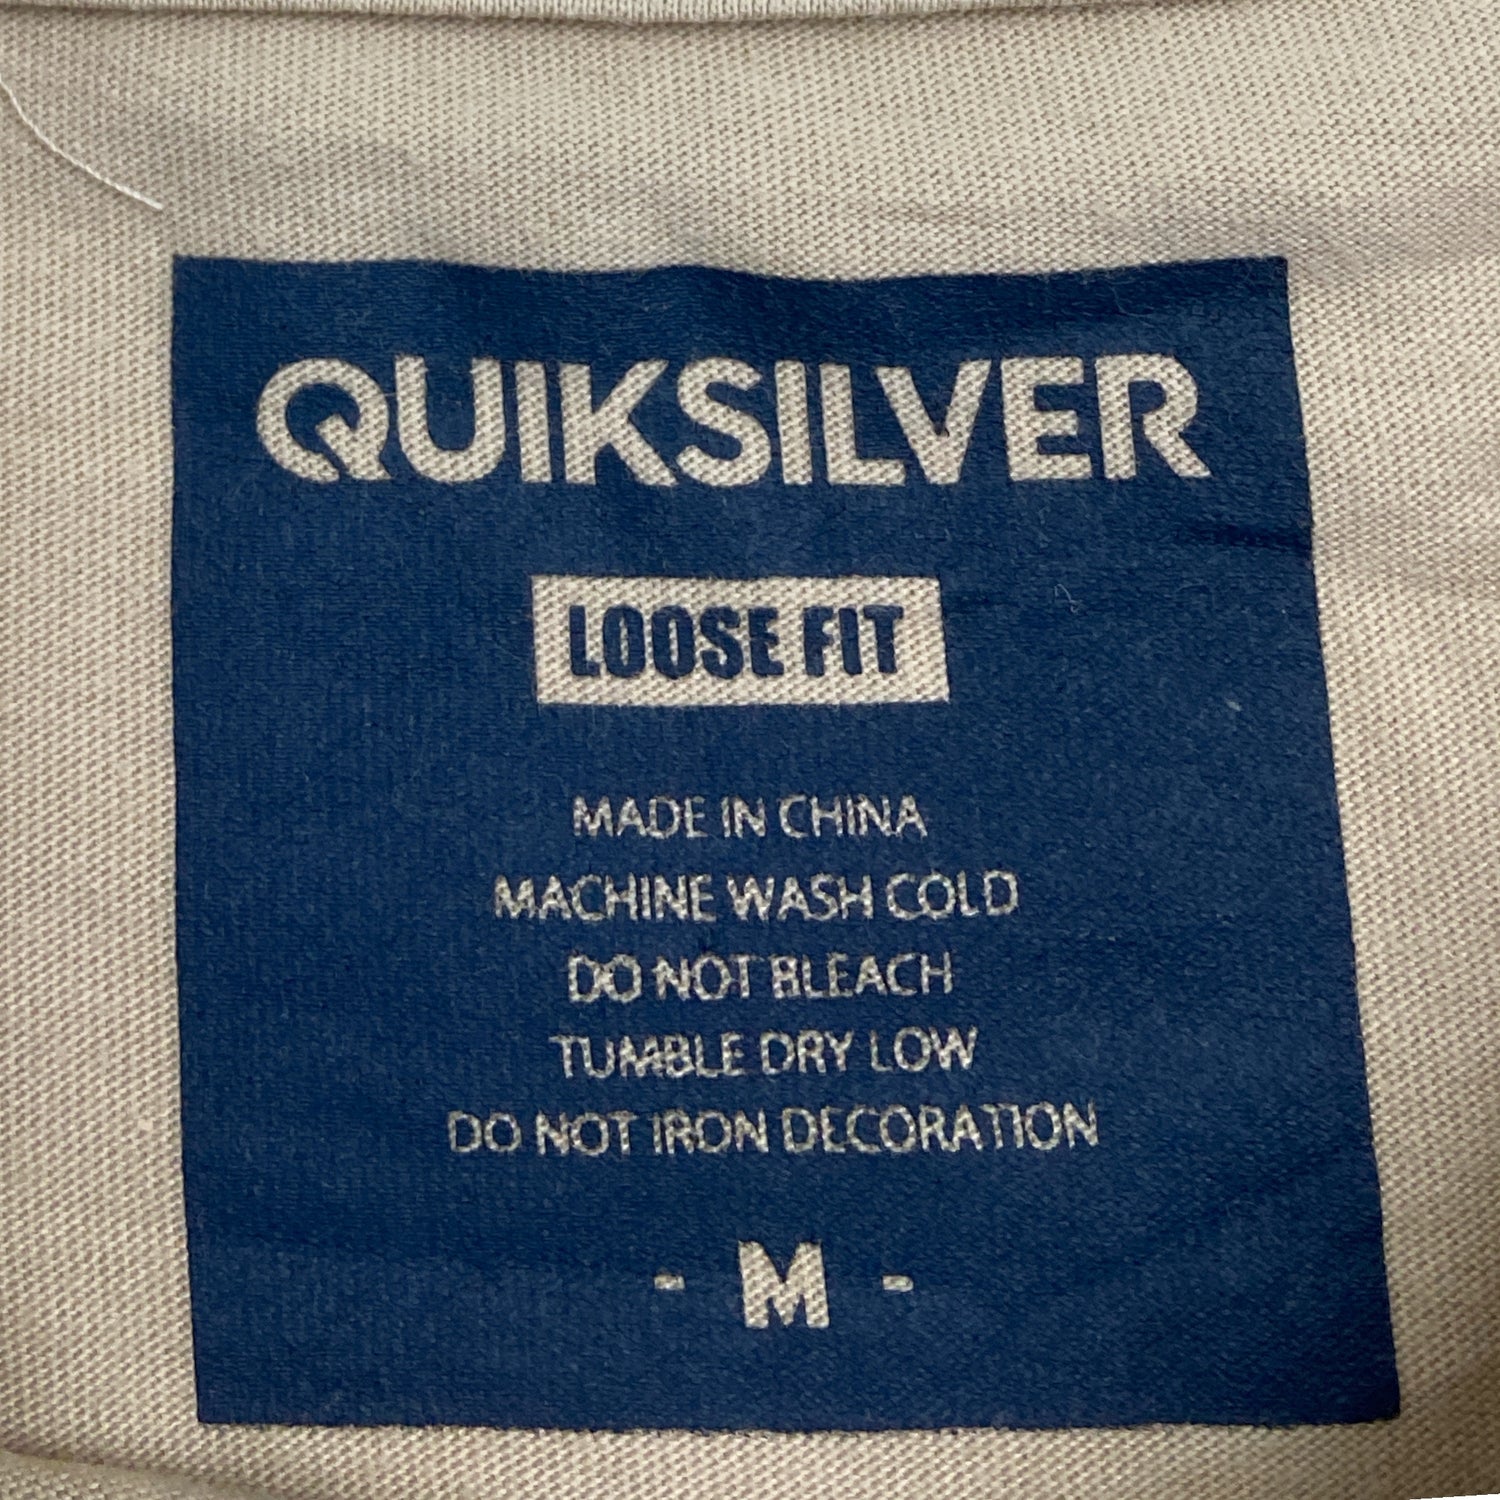 QUIKSILVER
LOOSE FIT
MADE IN CHINA
MACHINE WASH COLD
DO NOT BLEACH
TUMBLE DRY LOW
DO NOT IRON DECORATION
- M -